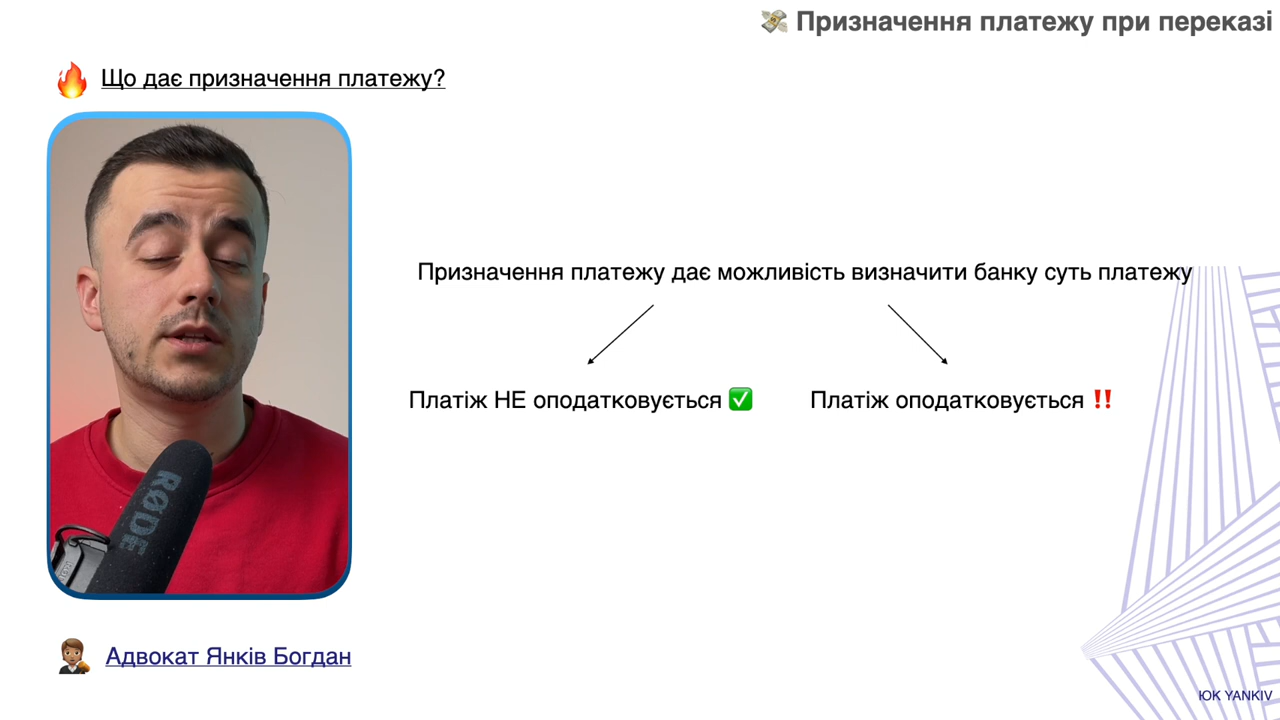 💸 Призначення платежу при переказі
🔥 Що дає призначення платежу?
Призначення платежу дає можливість визначити банку суть платежу
Платіж НЕ оподатковується ✅
Платіж оподатковується ‼️
RØDE
Адвокат Янків Богдан
ЮК YANKIV